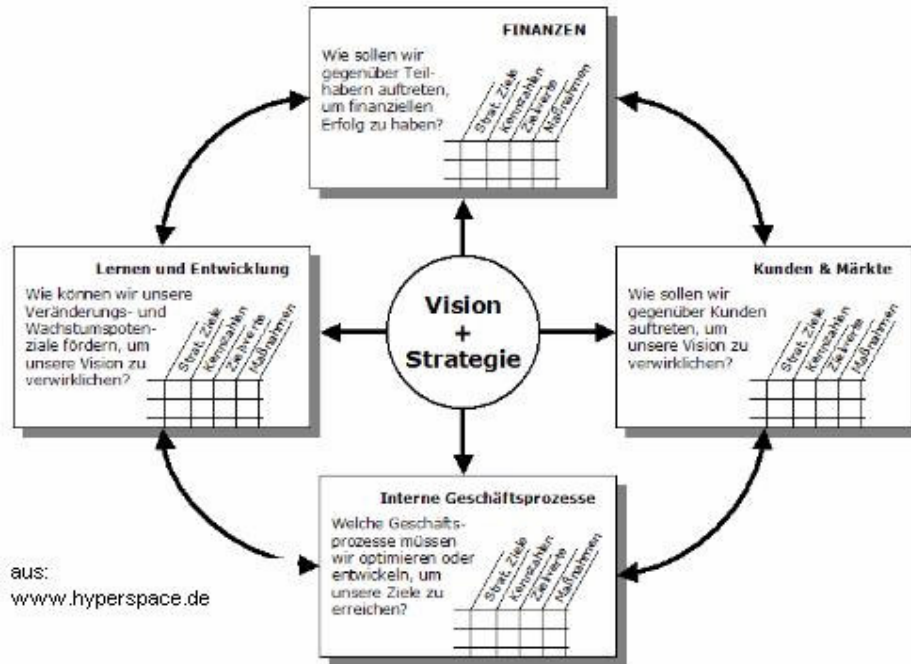 FINANZEN
Wie sollen wir
gegenüber Teil-
habern auftreten,
um finanziellen
Erfolg zu haben?
Strat. Ziele
Kennzahlen
Zielwerte
Maßnahmen
Lernen und Entwicklung
Wie können wir unsere
Veränderungs- und
Wachstumspoten-
ziale fördern, um
unsere Vision zu
verwirklichen?
Strat. Ziele
Kennzahlen
Zielwerte
Maßnahmen
Vision
+
Strategie
Kunden & Märkte
Wie sollen wir
gegenüber Kunden
auftreten, um
unsere Vision zu
verwirklichen?
Strat. Ziele
Kennzahlen
Zielwerte
Maßnahmen
Interne Geschäftsprozesse
Welche Geschäfts-
prozesse müssen
wir optimieren oder
entwickeln, um
unsere Ziele zu
erreichen?
Strat. Ziele
Kennzahlen
Zielwerte
Maßnahmen
aus:
www.hyperspace.de